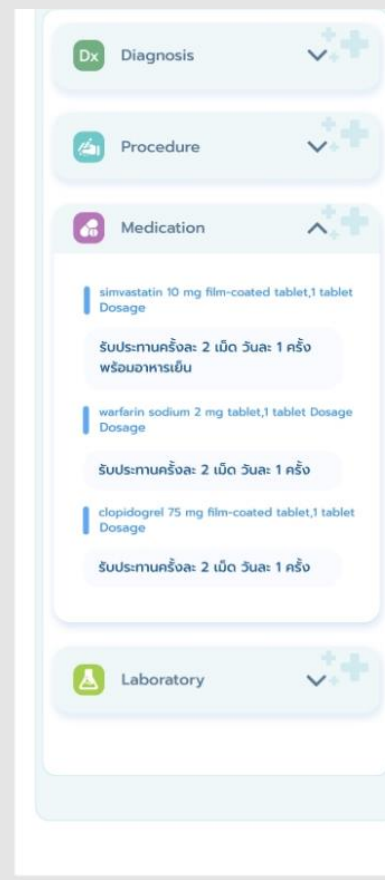 Dx Diagnosis
Procedure
Medication
simvastatin 10 mg film-coated tablet,1 tablet
Dosage
รับประทานครั้งละ 2 เม็ด วันละ 1 ครั้ง
พร้อมอาหารเย็น
warfarin sodium 2 mg tablet,1 tablet Dosage
Dosage
รับประทานครั้งละ 2 เม็ด วันละ 1 ครั้ง
clopidogrel 75 mg film-coated tablet,1 tablet
Dosage
รับประทานครั้งละ 2 เม็ด วันละ 1 ครั้ง
Laboratory